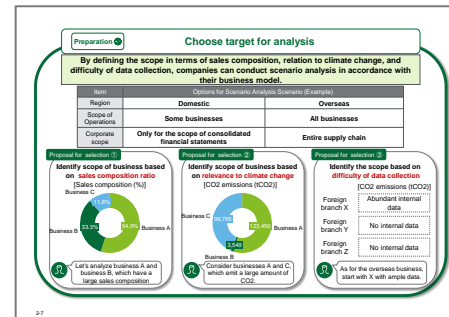 Preparation
Choose target for analysis
By defining the scope in terms of sales composition, relation to climate change, and
difficulty of data collection, companies can conduct scenario analysis in accordance with
their business model.
Item
Options for Scenario Analysis Scenario (Example)
Region
Domestic
Overseas
Scope of
Operations
Some businesses
All businesses
Corporate
scope
Only for the scope of consolidated
financial statements
Entire supply chain
Proposal for selection ①
Identify scope of business based
on sales composition ratio
[Sales composition (%)]
Business C
11.8%
33.3%
54.9%
Business B
Business A
Let's analyze business A and
business B, which have a
large sales composition
Proposal for selection ②
Identify scope of business based
on relevance to climate change
[CO2 emissions (tCO2)]
Business C
98,765
123,456
Business A
3,549
Business B
Consider businesses A and C,
which emit a large amount of
CO2.
Proposal for selection ③
Identify the scope based on
difficulty of data collection
[CO2 emissions (tCO2)]
Foreign
branch X
Abundant internal
data
Foreign
branch Y
No internal data
Foreign
branch Z
No internal data
As for the overseas business,
start with X with ample data.
2-7